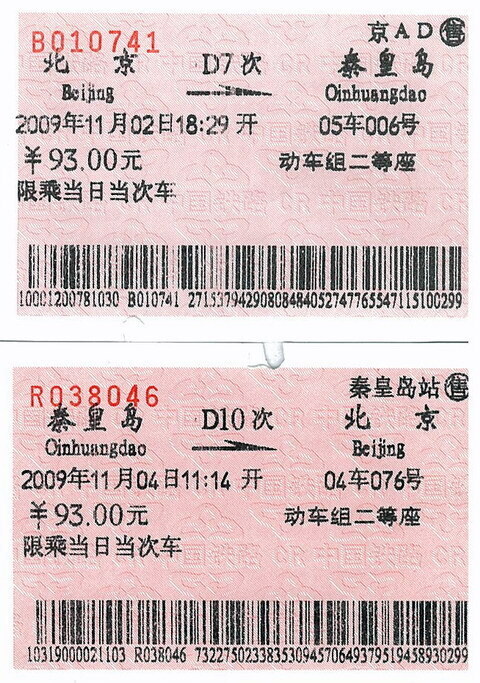 B010741 京AD售
北京 D7次 秦皇岛
Beijing Qinhuangdao
2009年11月02日18:29开 05车006号
￥93.00元 动车组二等座
限乘当日当次车
10001200781030 B010741 271537942908084840527477655471151​00299
R038046 秦皇岛站售
秦皇岛 D10次 北京
Qinhuangdao Beijing
2009年11月04日11:14开 04车076号
￥93.00元 动车组二等座
限乘当日当次车
10319000021103 R038046 73227502338353094570649379519458930299